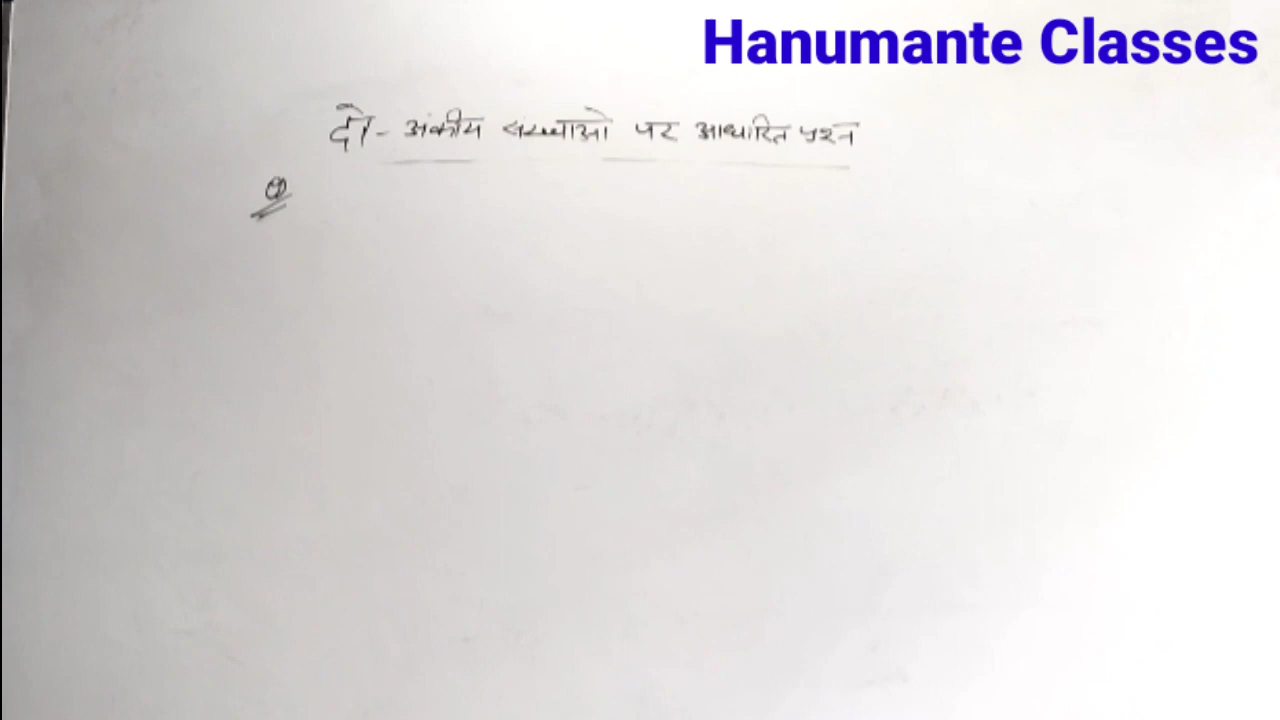 Hanumante Classes
दो - अंकीय संख्याओ पर आधारित प्रश्न
Q